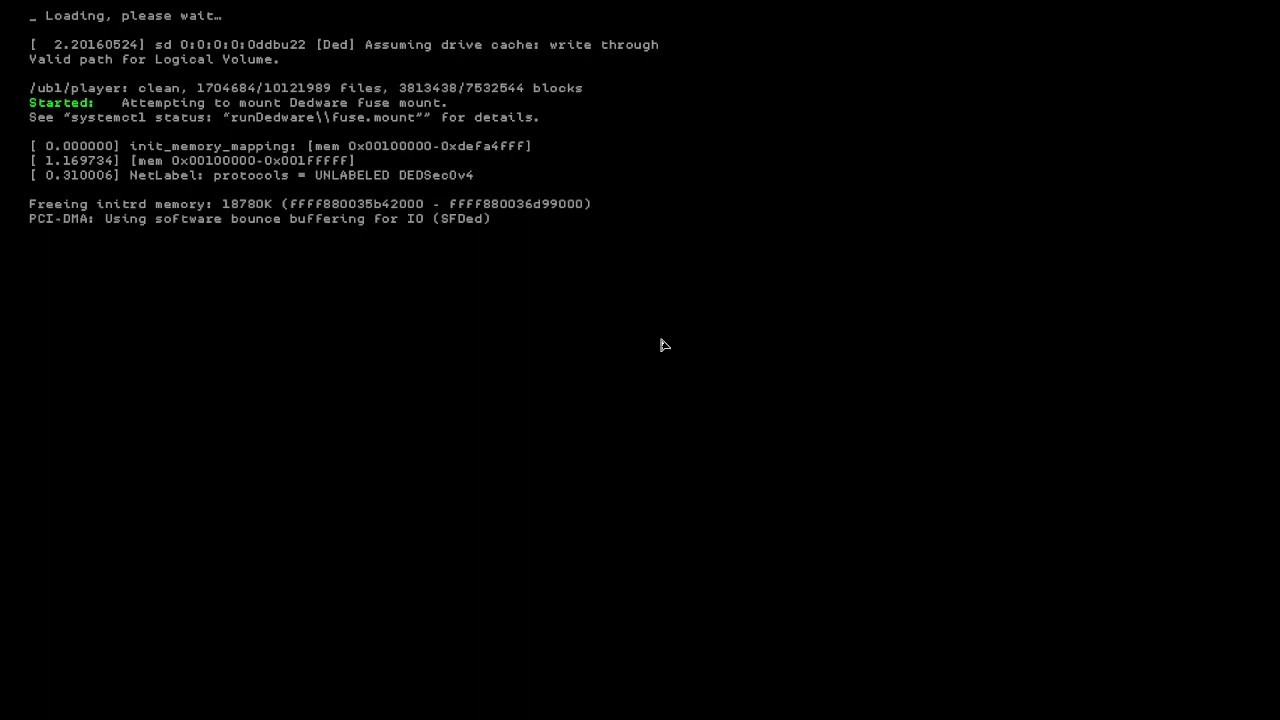 _ Loading, please wait…
[  2.20160524] sd 0:0:0:0:0ddbu22 [Ded] Assuming drive cache: write through
Valid path for Logical Volume.
/ubl/player: clean, 1704684/10121989 files, 3813438/7532544 blocks
Started:   Attempting to mount Dedware fuse mount.
See “systemctl status: “runDedware\\fuse.mount”” for details.
[ 0.000000] init_memory_mapping: [mem 0x00100000-0xdefa4fff]
[ 1.169734] [mem 0x00100000-0x001fffff]
[ 0.310006] NetLabel: protocols = UNLABELED DEDSec0v4
Freeing initrd memory: 18780K (ffff880035b42000 - ffff880036d99000)
PCI-DMA: Using software bounce buffering for IO (SFDed)